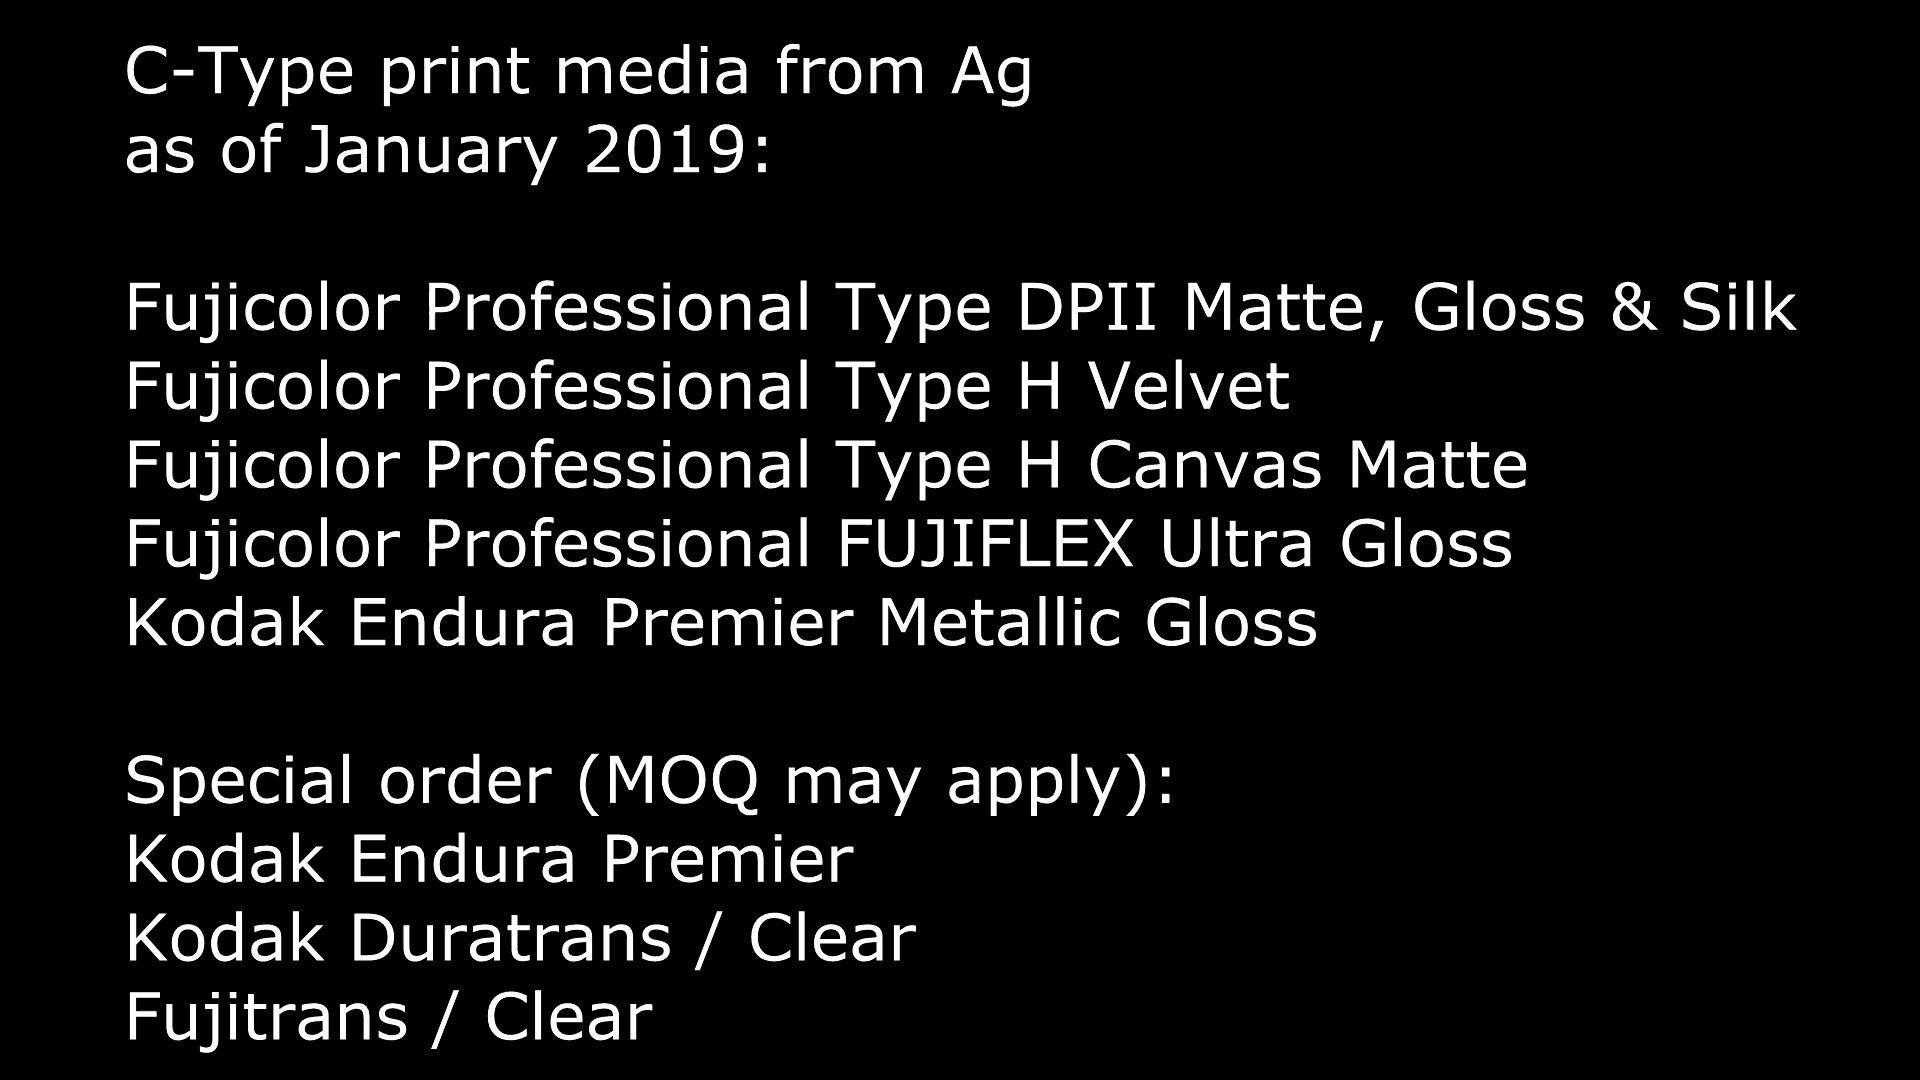 C-Type print media from Ag
as of January 2019:
Fujicolor Professional Type DPII Matte, Gloss & Silk
Fujicolor Professional Type H Velvet
Fujicolor Professional Type H Canvas Matte
Fujicolor Professional FUJIFLEX Ultra Gloss
Kodak Endura Premier Metallic Gloss
Special order (MOQ may apply):
Kodak Endura Premier
Kodak Duratrans / Clear
Fujitrans / Clear